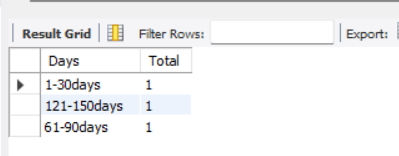 Result Grid Filter Rows: Export:
Days Total
1-30days 1
121-150days 1
61-90days 1